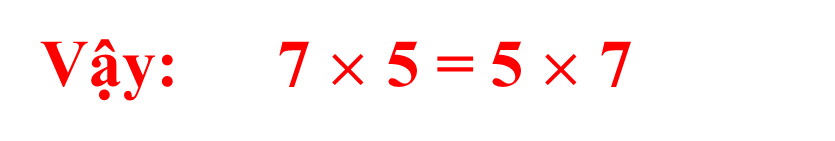 Vậy: 7 × 5 = 5 × 7